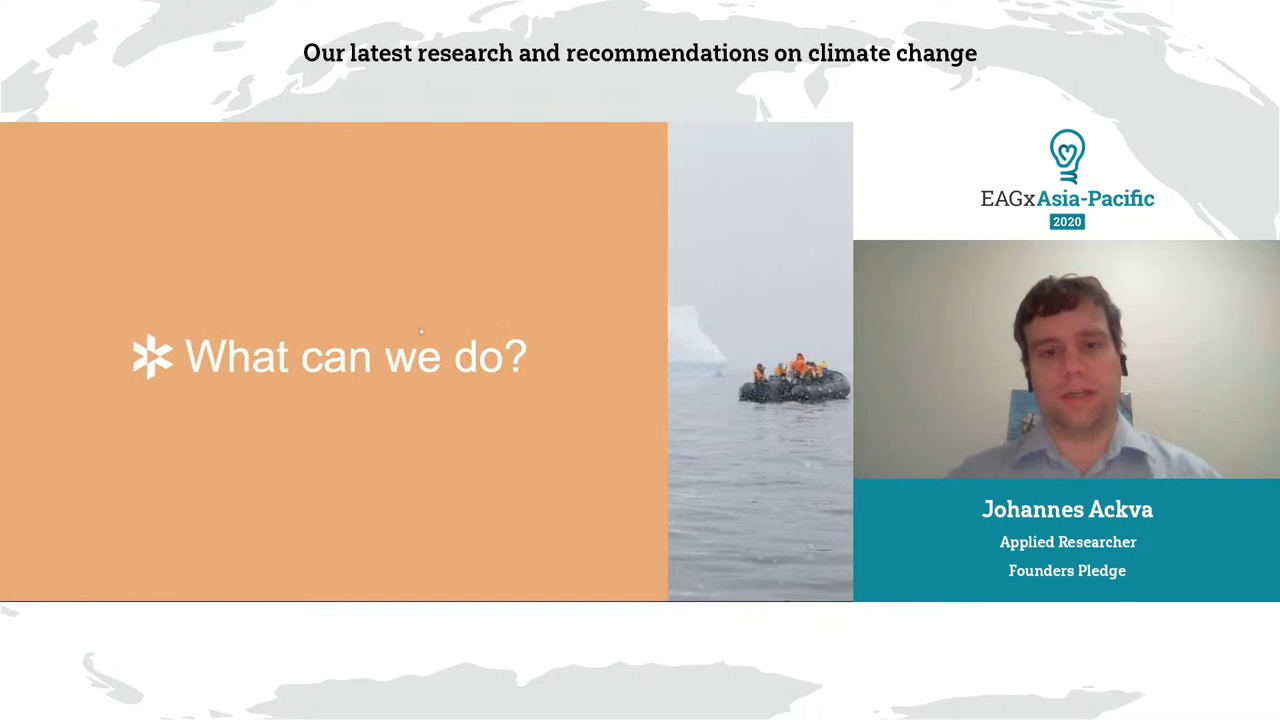 Our latest research and recommendations on climate change
What can we do?
EAGxAsia-Pacific
2020
Johannes Ackva
Applied Researcher
Founders Pledge